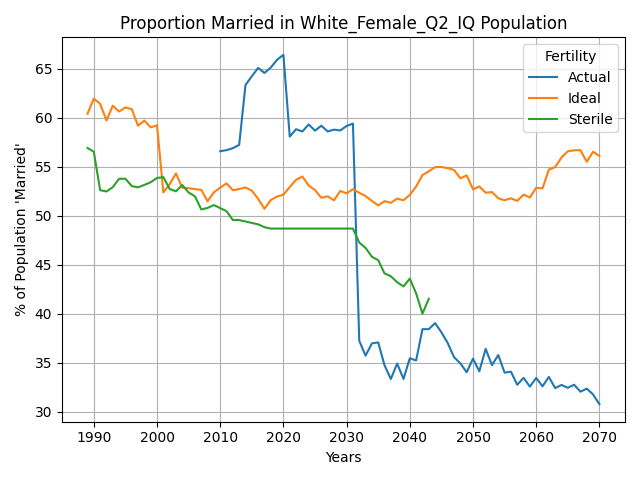 Proportion Married in White_Female_Q2_IQ Population
Fertility
Actual
Ideal
Sterile
% of Population 'Married'
65
60
55
50
45
40
35
30
1990 2000 2010 2020 2030 2040 2050 2060 2070
Years